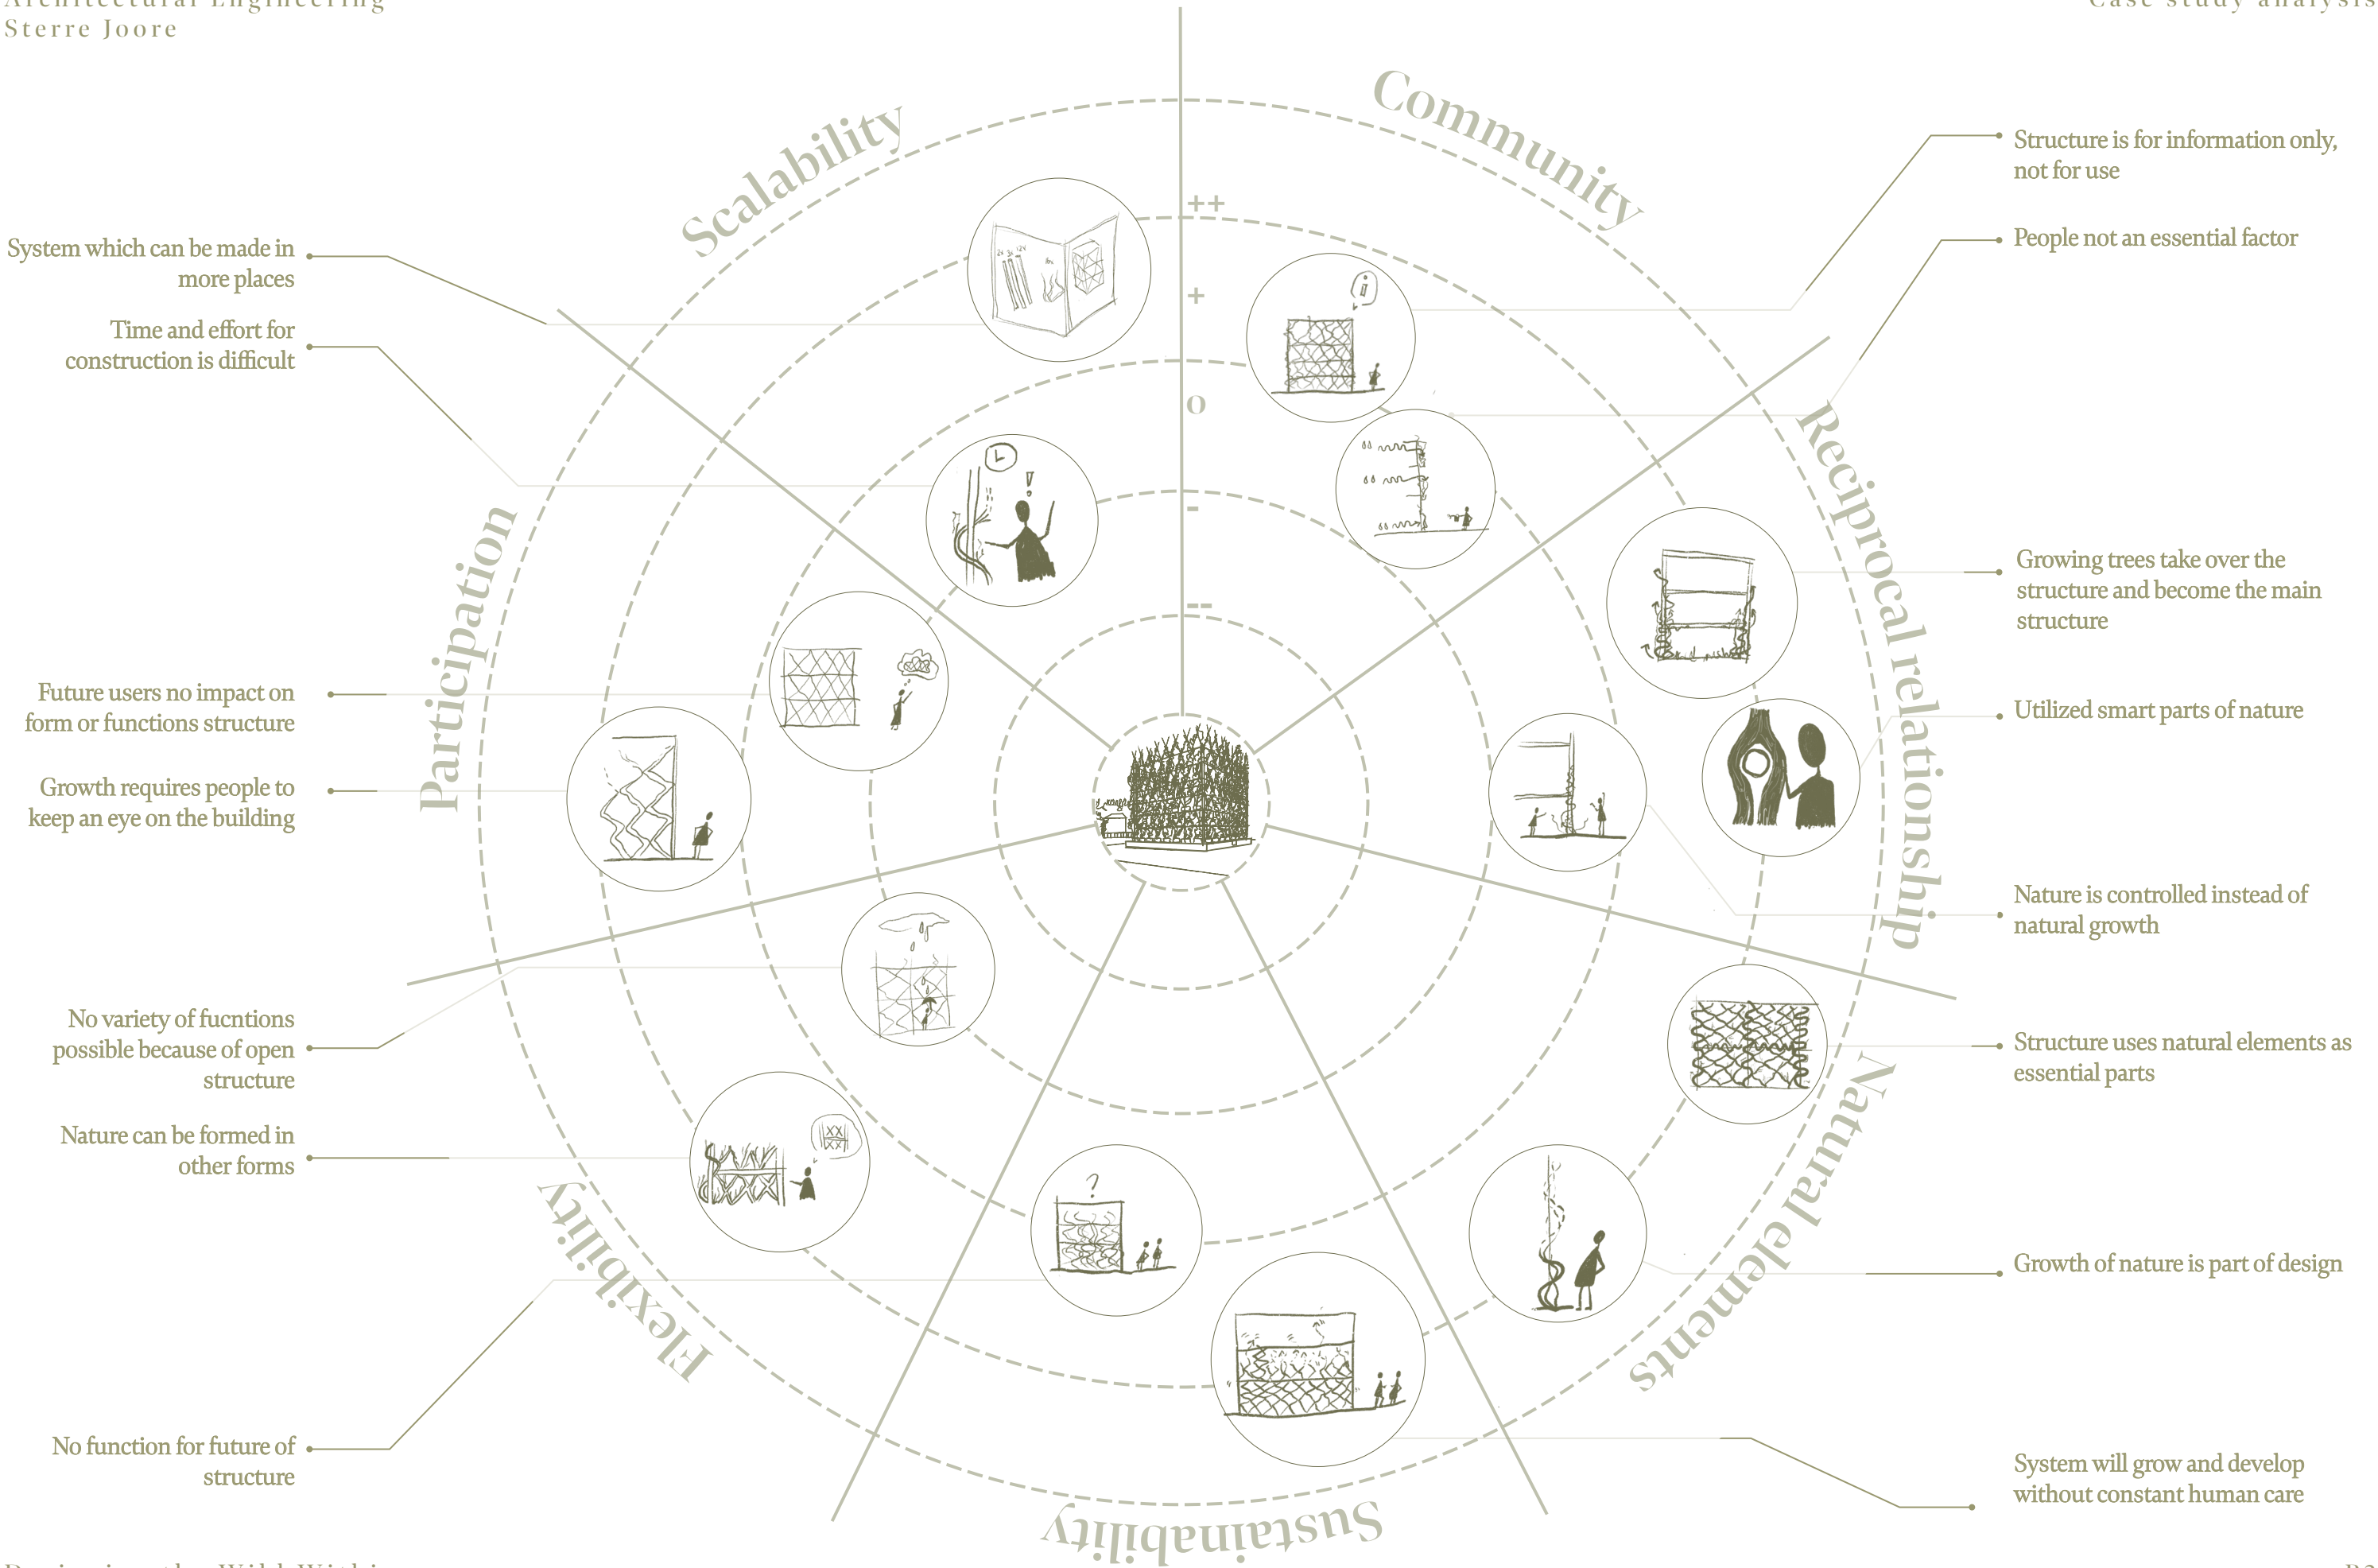 Architectural Engineering
Sterre Joore
Case study analysis
Scalability
Community
Reciprocal relationship
Natural elements
Sustainability
Flexibility
Participation
++
+
o
-
--
System which can be made in
more places
Time and effort for
construction is difficult
Future users no impact on
form or functions structure
Growth requires people to
keep an eye on the building
No variety of fucntions
possible because of open
structure
Nature can be formed in
other forms
No function for future of
structure
Structure is for information only,
not for use
People not an essential factor
Growing trees take over the
structure and become the main
structure
Utilized smart parts of nature
Nature is controlled instead of
natural growth
Structure uses natural elements as
essential parts
Growth of nature is part of design
System will grow and develop
without constant human care
i
!
?